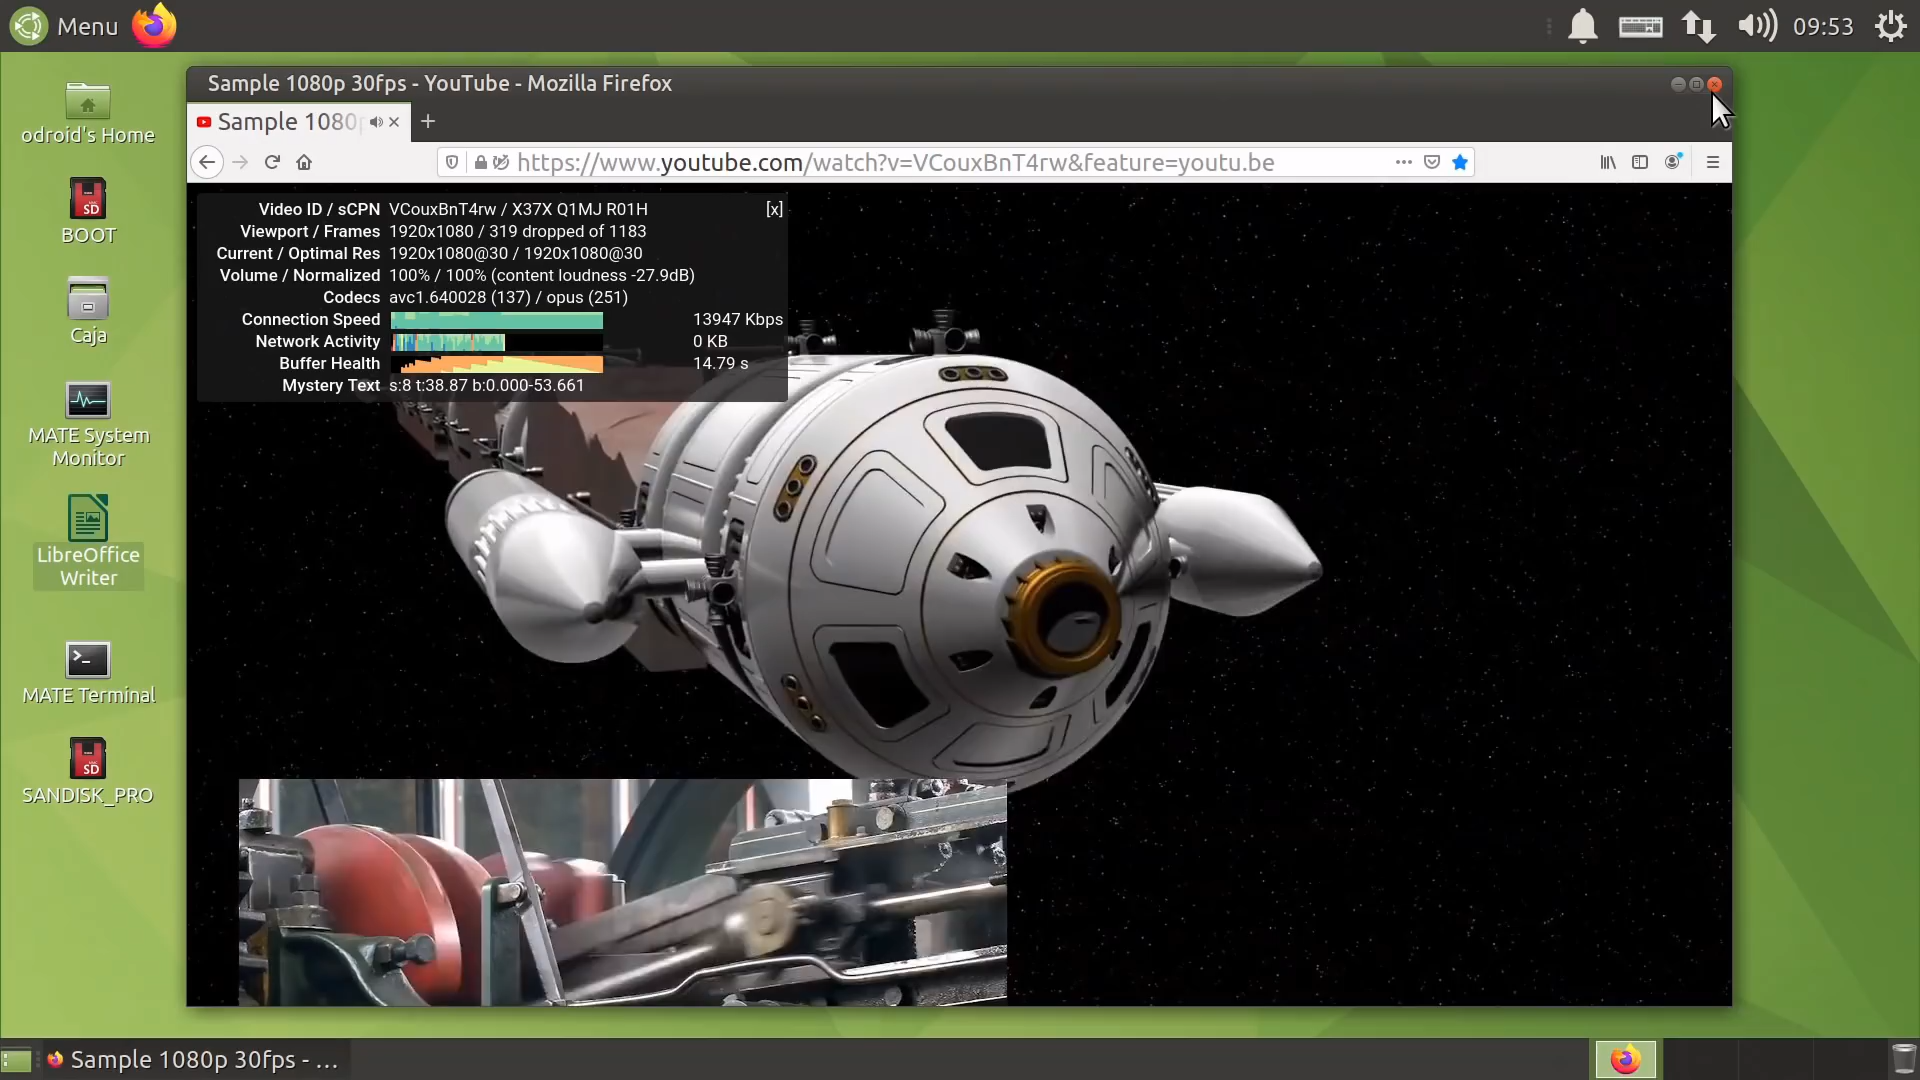 Menu
09:53
Sample 1080p 30fps - YouTube - Mozilla Firefox
Sample 1080p
https://www.youtube.com/watch?v=VCouxBnT4rw&feature=youtu.be
Video ID / sCPN VCouxBnT4rw / X37X Q1MJ R01H [x]
Viewport / Frames 1920x1080 / 319 dropped of 1183
Current / Optimal Res 1920x1080@30 / 1920x1080@30
Volume / Normalized 100% / 100% (content loudness -27.9dB)
Codecs avc1.640028 (137) / opus (251)
Connection Speed 13947 Kbps
Network Activity 0 KB
Buffer Health 14.79 s
Mystery Text s:8 t:38.87 b:0.000-53.661
odroid's Home
SD
BOOT
Caja
MATE System
Monitor
LibreOffice
Writer
>_
MATE Terminal
SD
SANDISK_PRO
Sample 1080p 30fps - ...